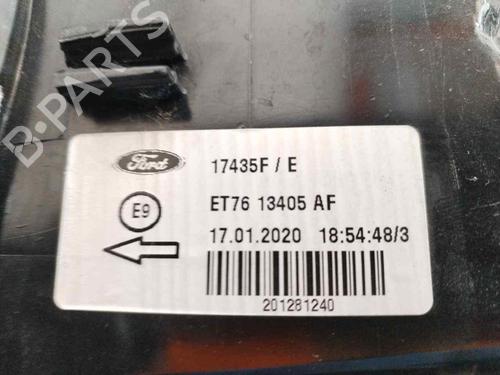 B-PARTS
Ford
17435F / E
E9
ET76 13405 AF
17.01.2020 18:54:48/3
201281240